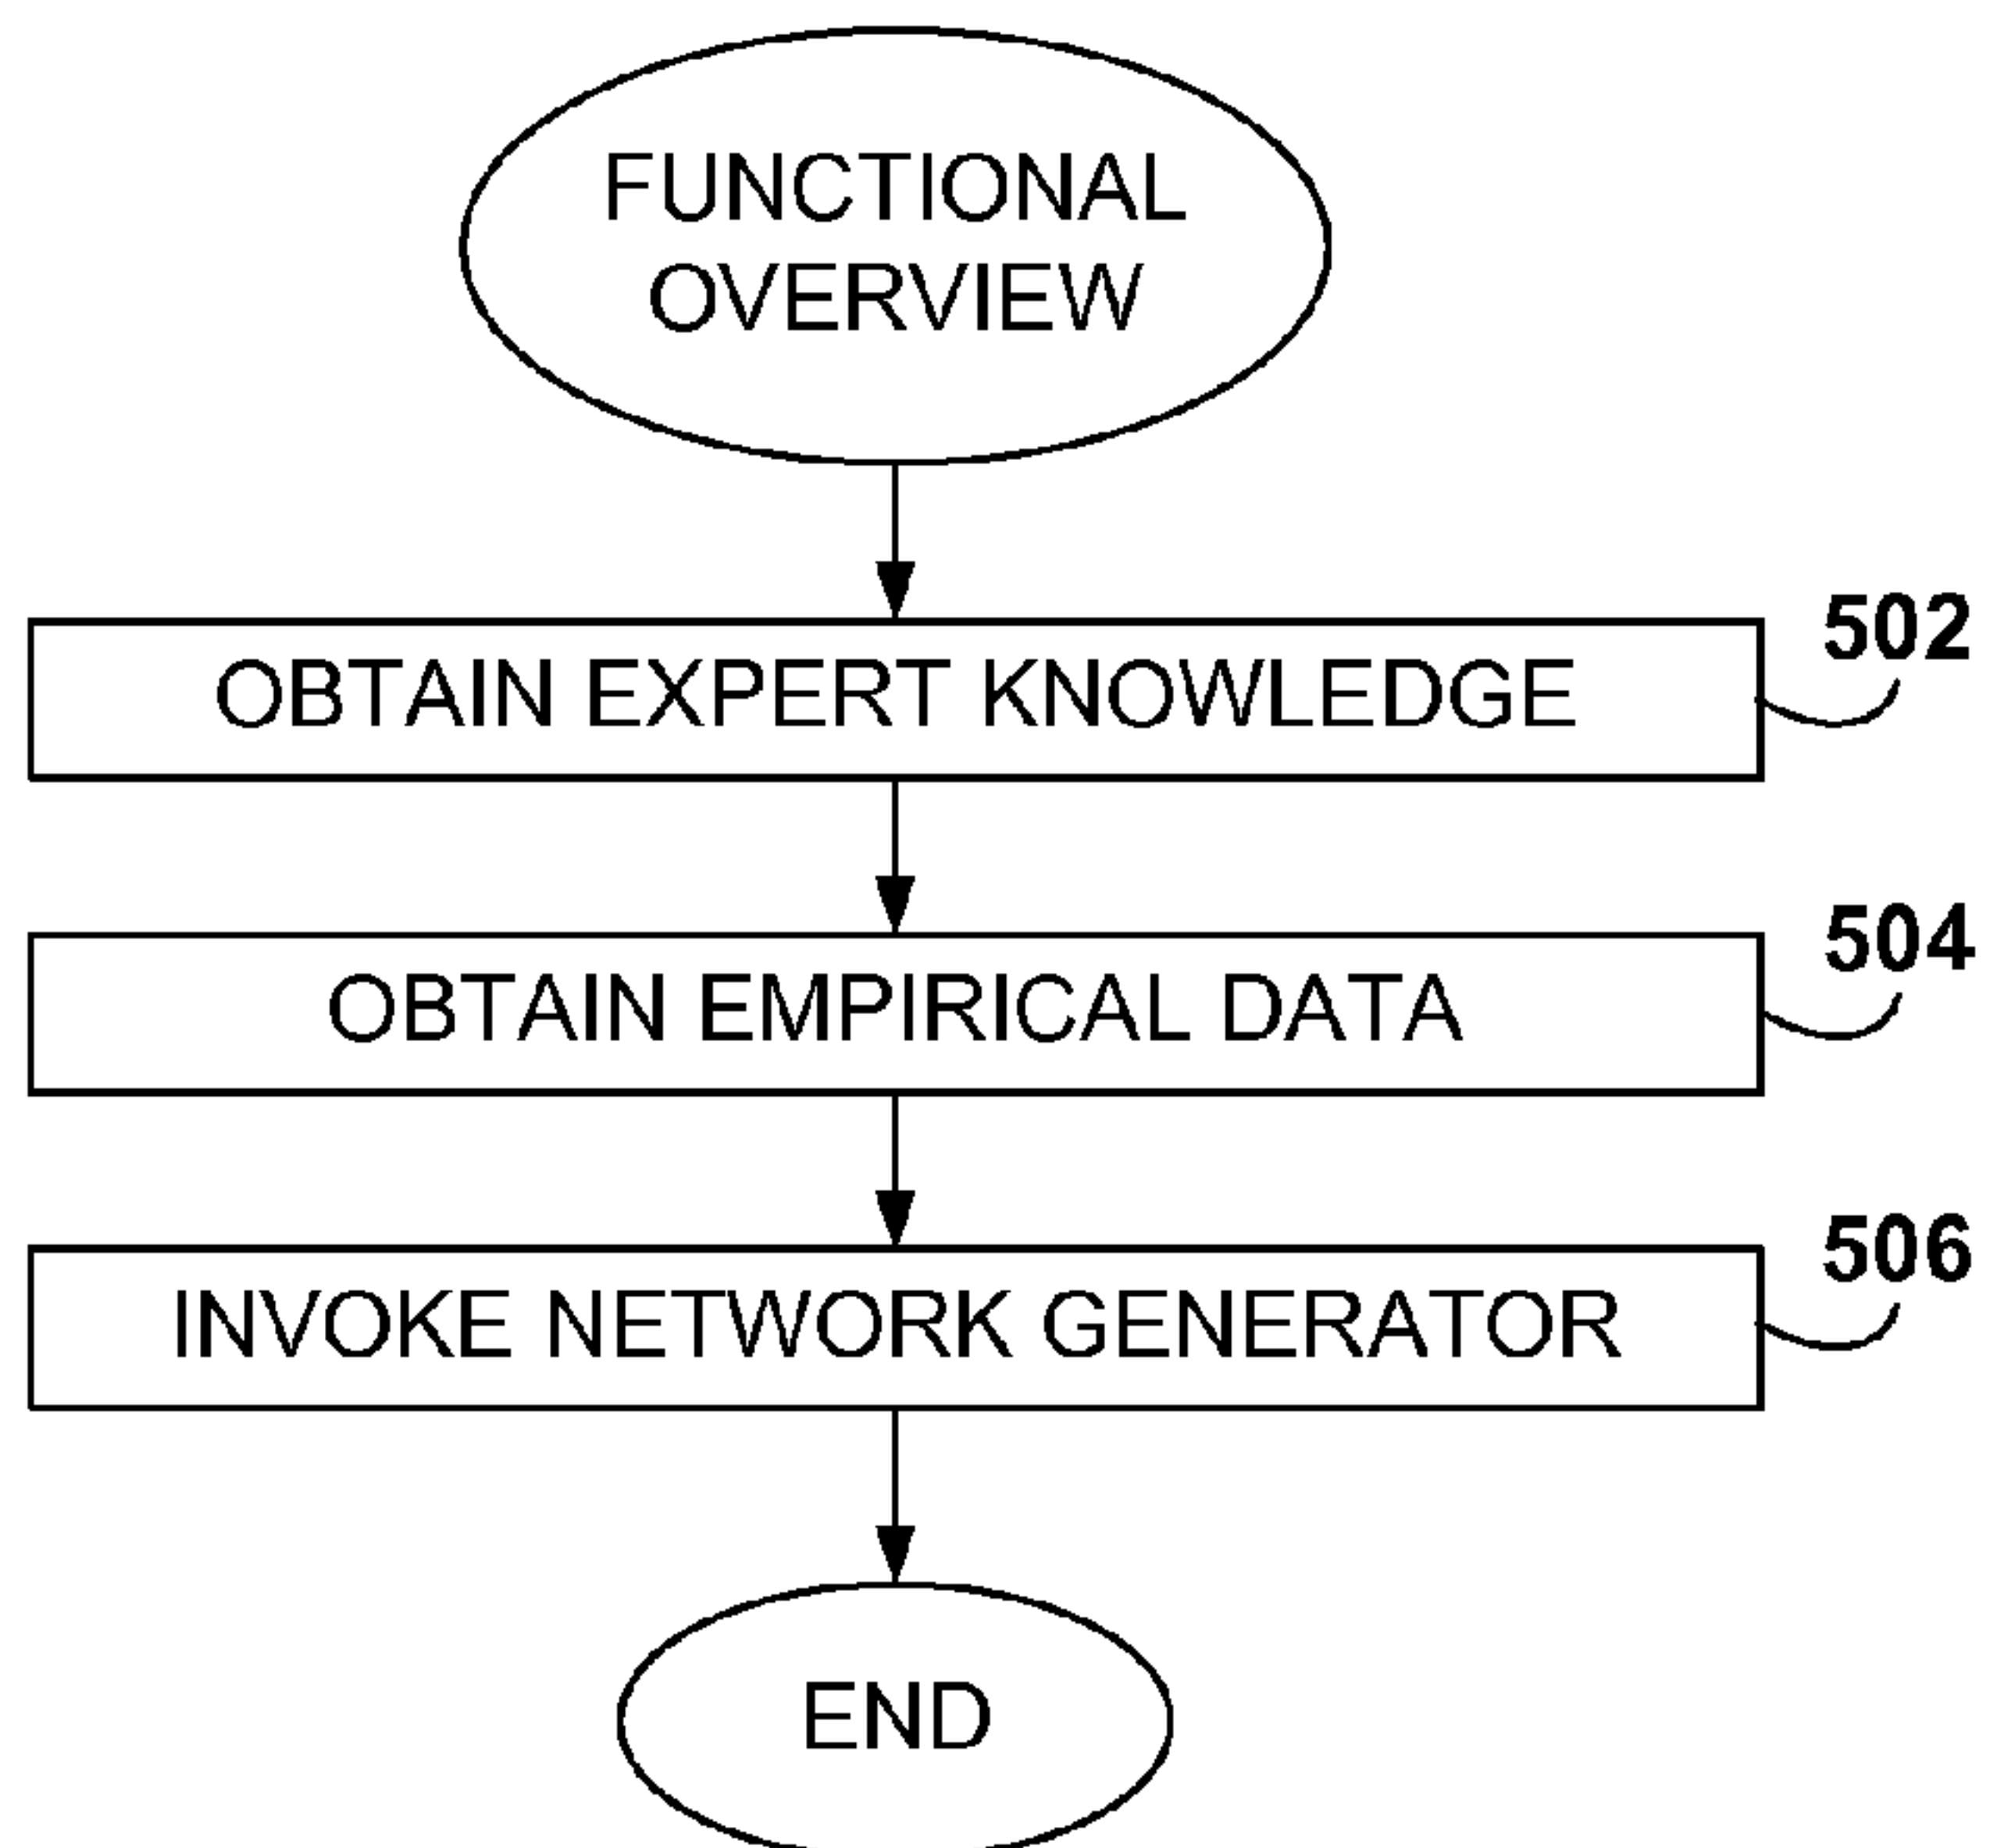 FUNCTIONAL
OVERVIEW
502
OBTAIN EXPERT KNOWLEDGE
504
OBTAIN EMPIRICAL DATA
506
INVOKE NETWORK GENERATOR
END